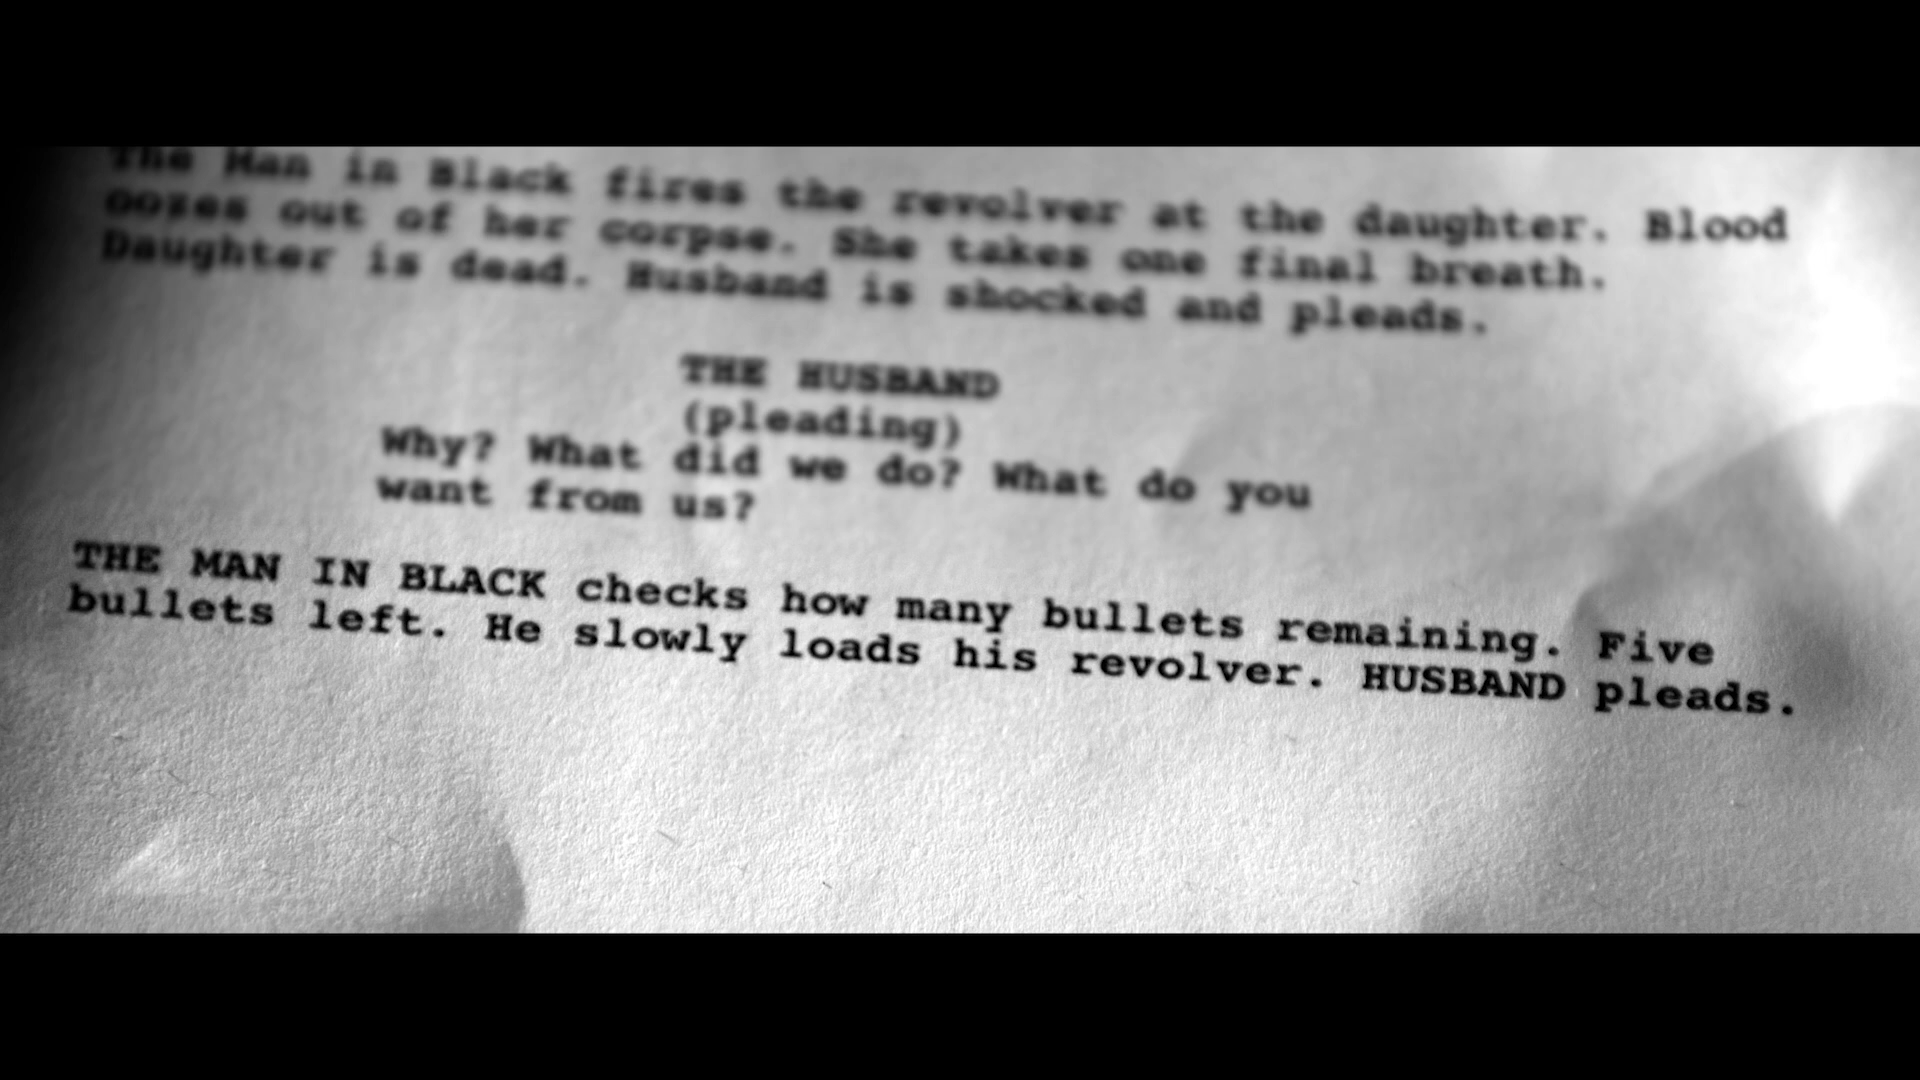 The Man in Black fires the revolver at the daughter. Blood
oozes out of her corpse. She takes one final breath.
Daughter is dead. Husband is shocked and pleads.
THE HUSBAND
(pleading)
Why? What did we do? What do you
want from us?
THE MAN IN BLACK checks how many bullets remaining. Five
bullets left. He slowly loads his revolver. HUSBAND pleads.